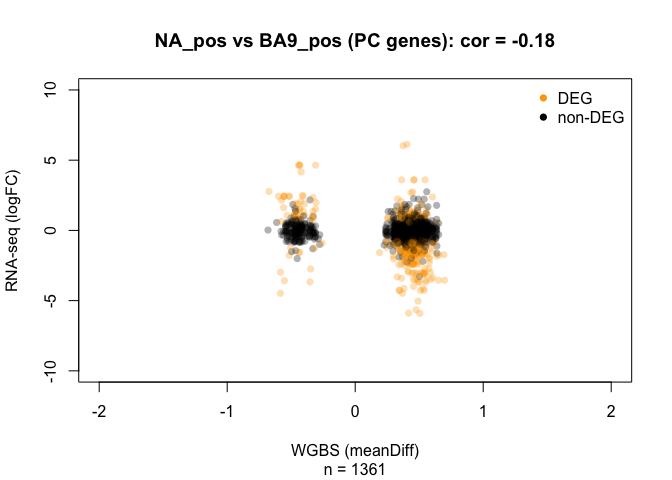 NA_pos vs BA9_pos (PC genes): cor = -0.18
10
5
0
-5
-10
RNA-seq (logFC)
DEG
non-DEG
-2
-1
0
1
2
WGBS (meanDiff)
n = 1361